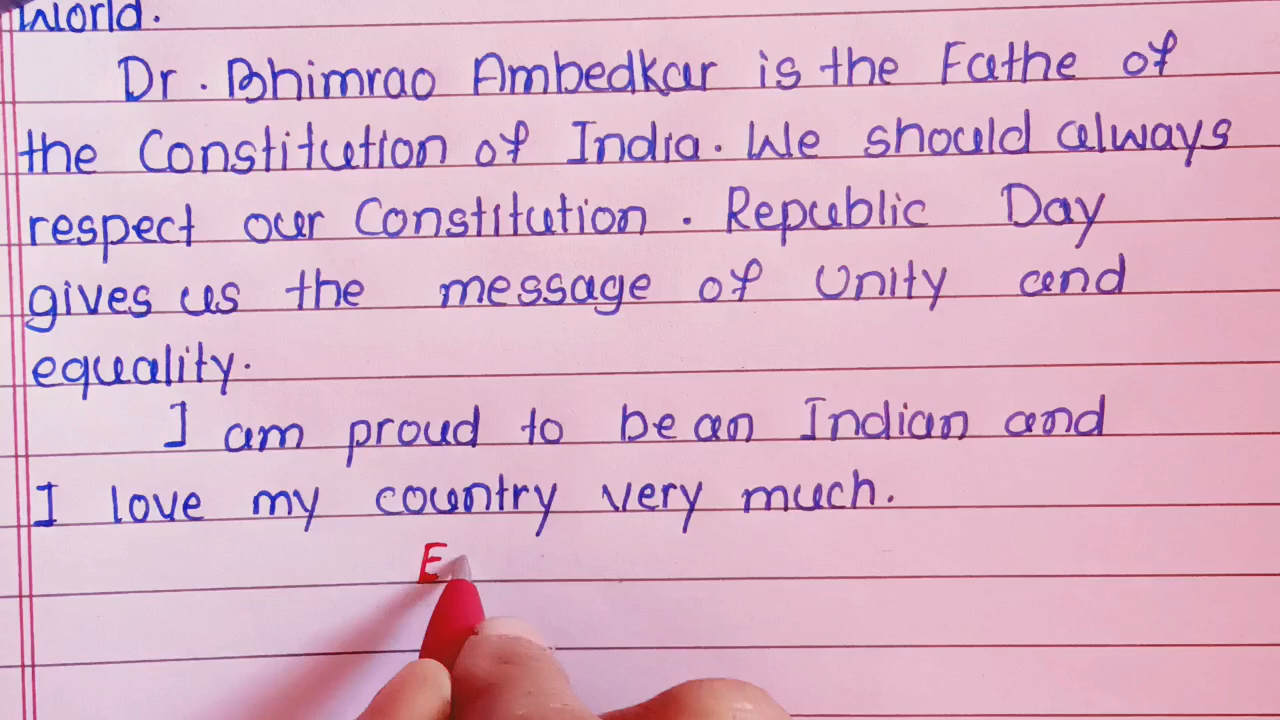 World.
Dr. Bhimrao Ambedkar is the Fathe of
the Constitution of India. We should always
respect our Constitution. Republic Day
gives us the message of Unity and
equality.
I am proud to be an Indian and
I love my country very much.
E